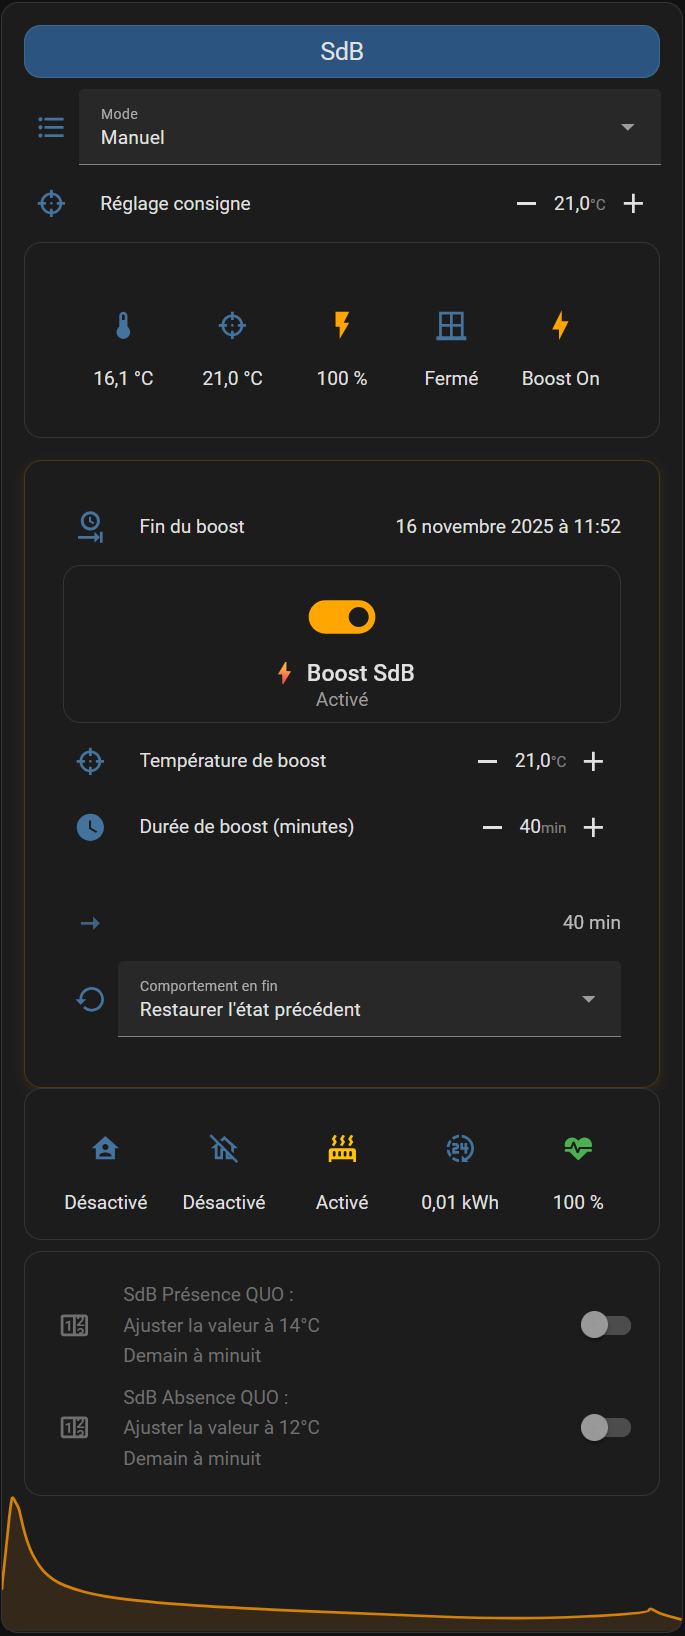 SdB
Mode
Manuel
Réglage consigne
21,0°C
16,1 °C
21,0 °C
100 %
Fermé
Boost On
Fin du boost
16 novembre 2025 à 11:52
Boost SdB
Activé
Température de boost
21,0°C
Durée de boost (minutes)
40min
40 min
Comportement en fin
Restaurer l'état précédent
24
Désactivé
Désactivé
Activé
0,01 kWh
100 %
SdB Présence QUO :
Ajuster la valeur à 14°C
Demain à minuit
SdB Absence QUO :
Ajuster la valeur à 12°C
Demain à minuit